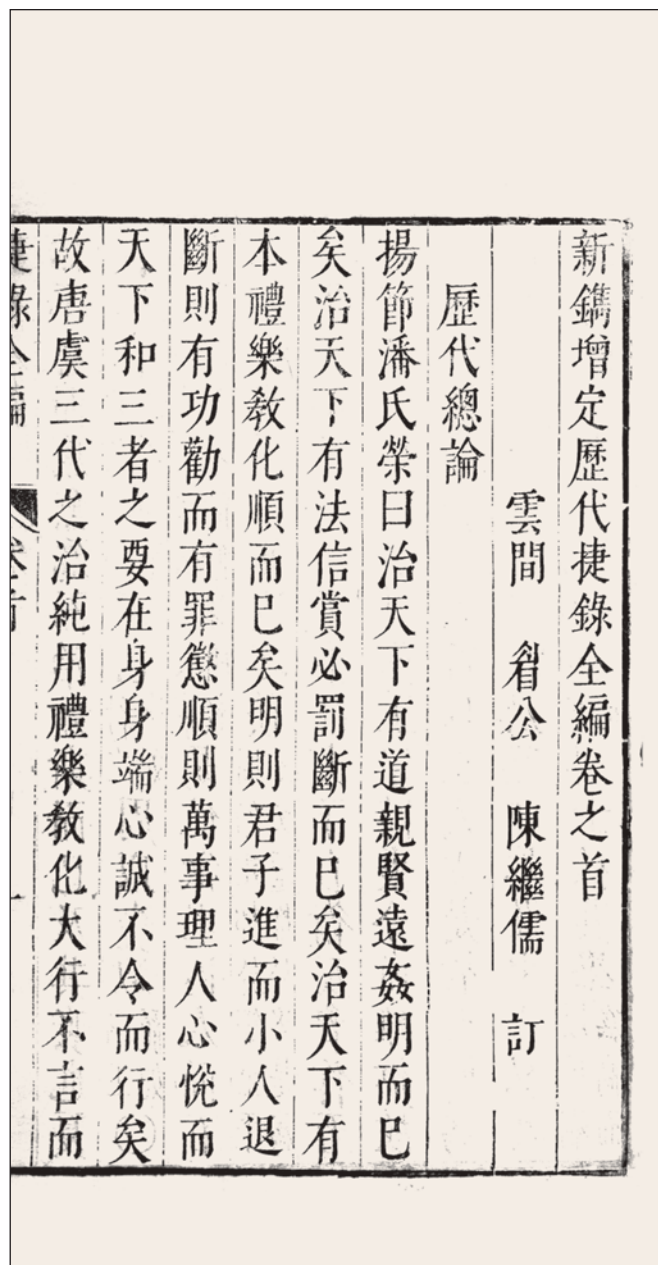 新鐫增定歷代捷錄全編卷之首
雲間 眉公 陳繼儒 訂
歷代總論
揚節潘氏榮曰治天下有道親賢遠姦明而巳
矣治天下有法信賞必罰斷而巳矣治天下有
本禮樂教化順而巳矣明則君子進而小人退
斷則有功勸而有罪懲順則萬事理人心悅而
天下和三者之要在身身端心誠不令而行矣
故唐虞三代之治純用禮樂教化大行不言而
捷錄全編 卷之首 一